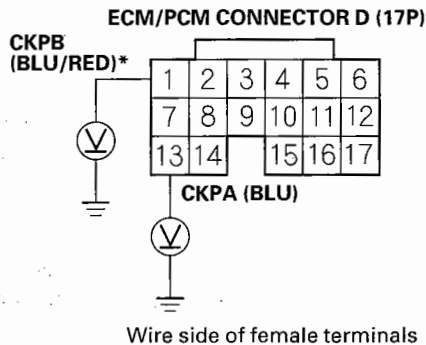 ECM/PCM CONNECTOR D (17P)
CKPB
(BLU/RED)*
1 2 3 4 5 6
7 8 9 10 11 12
13 14 15 16 17
CKPA (BLU)
V
V
Wire side of female terminals